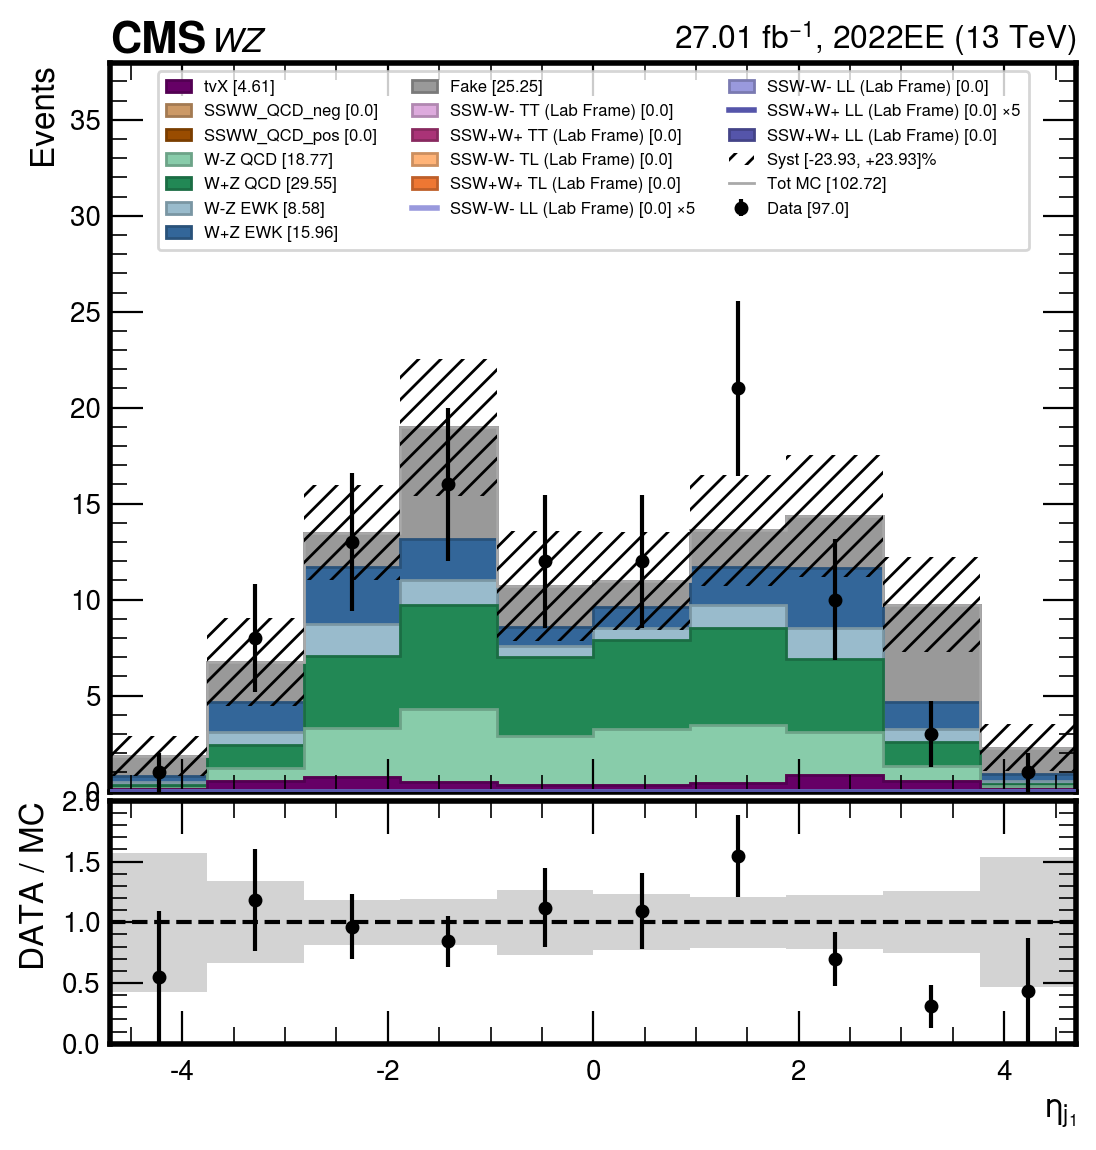 CMS WZ
27.01 fb⁻¹, 2022EE (13 TeV)
Events
tvX [4.61]
SSWW_QCD_neg [0.0]
SSWW_QCD_pos [0.0]
W-Z QCD [18.77]
W+Z QCD [29.55]
W-Z EWK [8.58]
W+Z EWK [15.96]
Fake [25.25]
SSW-W- TT (Lab Frame) [0.0]
SSW+W+ TT (Lab Frame) [0.0]
SSW-W- TL (Lab Frame) [0.0]
SSW+W+ TL (Lab Frame) [0.0]
SSW-W- LL (Lab Frame) [0.0] ×5
SSW-W- LL (Lab Frame) [0.0]
SSW+W+ LL (Lab Frame) [0.0] ×5
SSW+W+ LL (Lab Frame) [0.0]
Syst [-23.93, +23.93]%
Tot MC [102.72]
Data [97.0]
35
30
25
20
15
10
5
0
DATA / MC
2.0
1.5
1.0
0.5
0.0
-4 -2 0 2 4
η_{j_1}